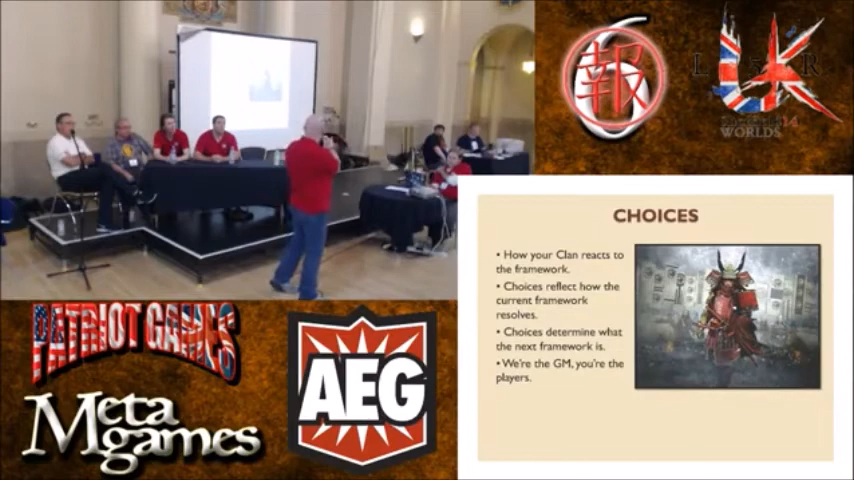 報
L5R
UK
WORLDS
CHOICES
• How your Clan reacts to
the framework.
• Choices reflect how the
current framework
resolves.
• Choices determine what
the next framework is.
• We're the GM, you're the
players.
PATRIOT GAMES
Meta
games
AEG